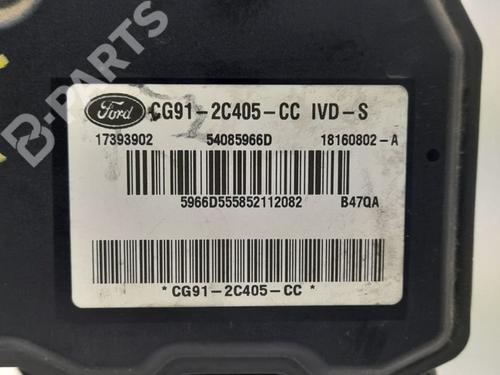 B-PARTS
Ford CG91-2C405-CC IVD-S
17393902 54085966D 18160802-A
5966D555852112082 B47QA
*CG91-2C405-CC*